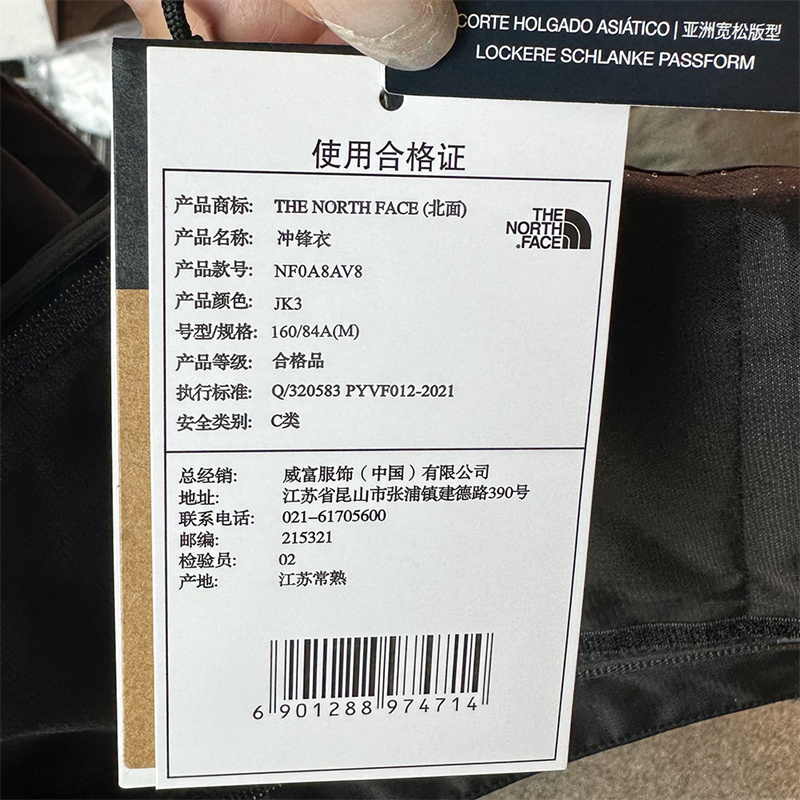 CORTE HOLGADO ASIÁTICO | 亚洲宽松版型
LOCKERE SCHLANKE PASSFORM
使用合格证
产品商标: THE NORTH FACE (北面)
产品名称: 冲锋衣
产品款号: NF0A8AV8
产品颜色: JK3
号型/规格: 160/84A(M)
产品等级: 合格品
执行标准: Q/320583 PYVF012-2021
安全类别: C类
THE
NORTH
FACE
总经销: 威富服饰（中国）有限公司
地址: 江苏省昆山市张浦镇建德路390号
联系电话: 021-61705600
邮编: 215321
检验员: 02
产地: 江苏常熟
6 901288 974714